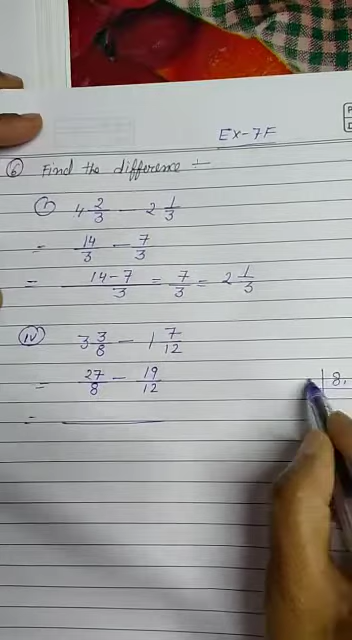 Ex-7F
6 Find the difference :-
(i) 4 2/3 - 2 1/3
= 14/3 - 7/3
= 14-7/3 = 7/3 = 2 1/3
(iv) 3 3/8 - 1 7/12
= 27/8 - 19/12 8,
=